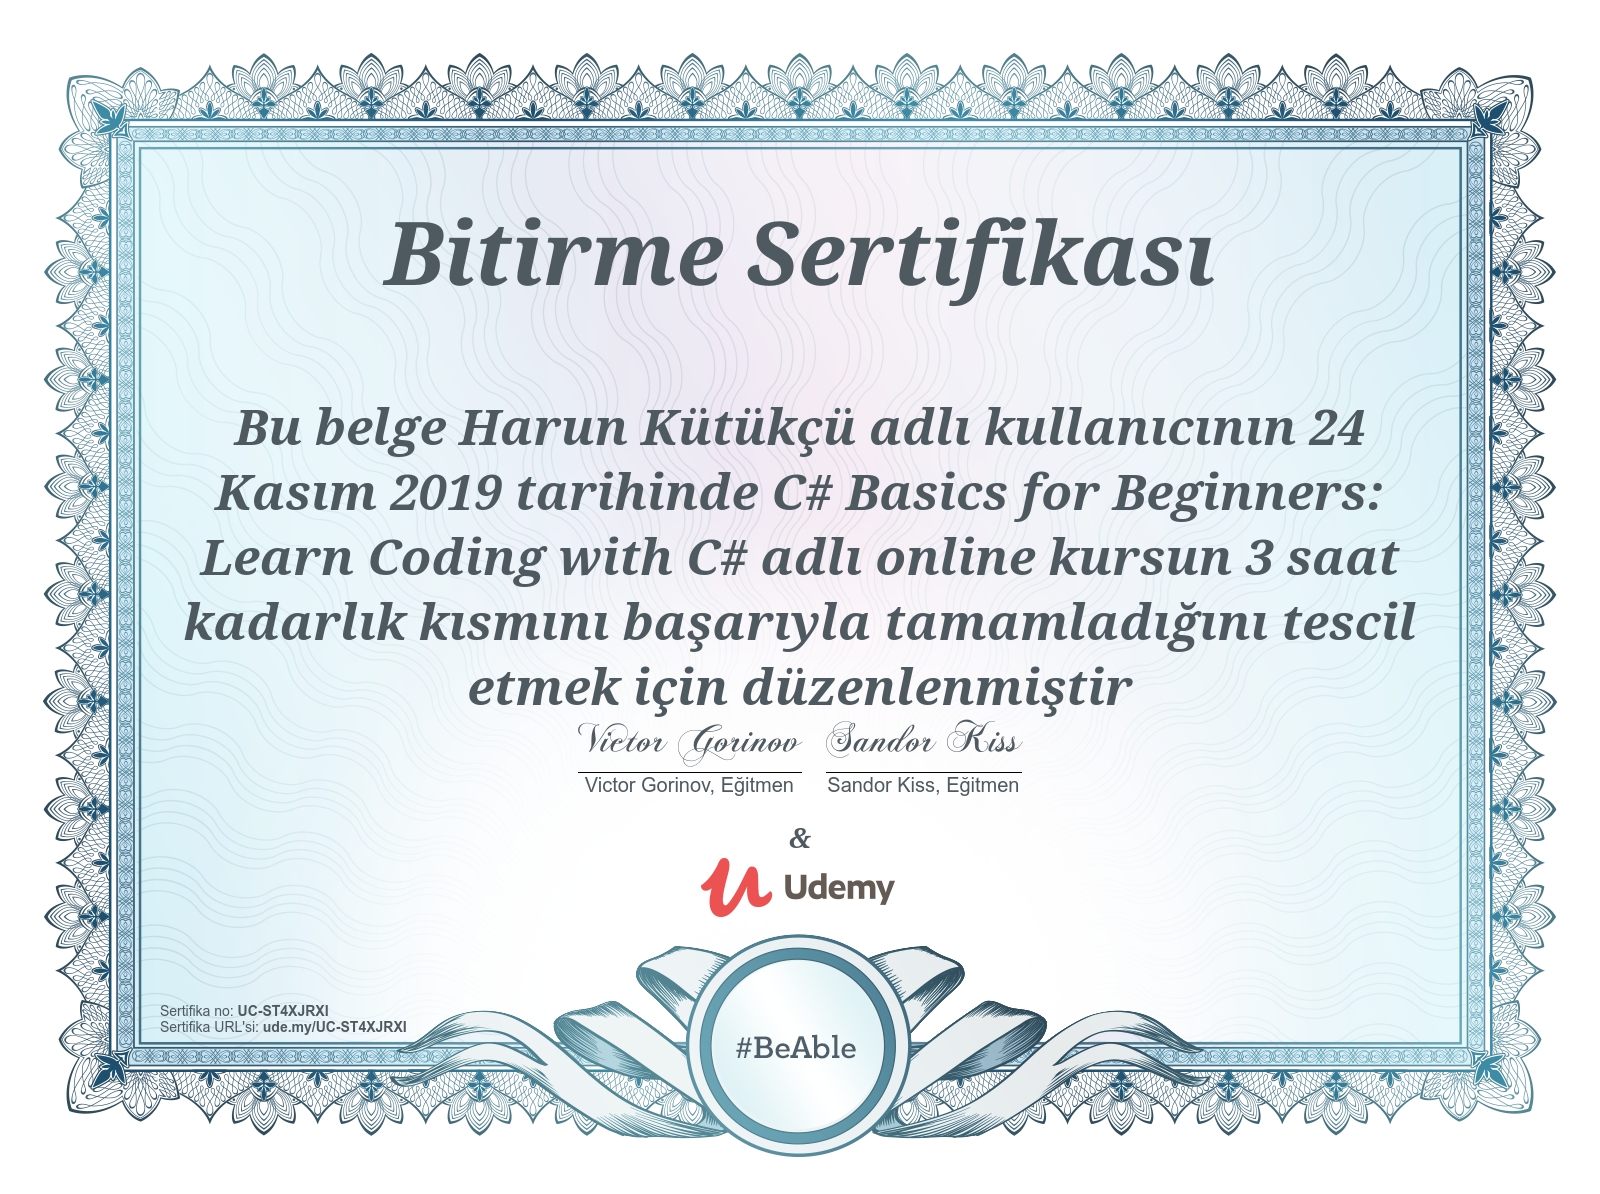 Bitirme Sertifikası
Bu belge Harun Kütükçü adlı kullanıcının 24
Kasım 2019 tarihinde C# Basics for Beginners:
Learn Coding with C# adlı online kursun 3 saat
kadarlık kısmını başarıyla tamamladığını tescil
etmek için düzenlenmiştir
Victor Gorinov Sandor Kiss
Victor Gorinov, Eğitmen Sandor Kiss, Eğitmen
&
Udemy
Sertifika no: UC-ST4XJRXI
Sertifika URL'si: ude.my/UC-ST4XJRXI
#BeAble